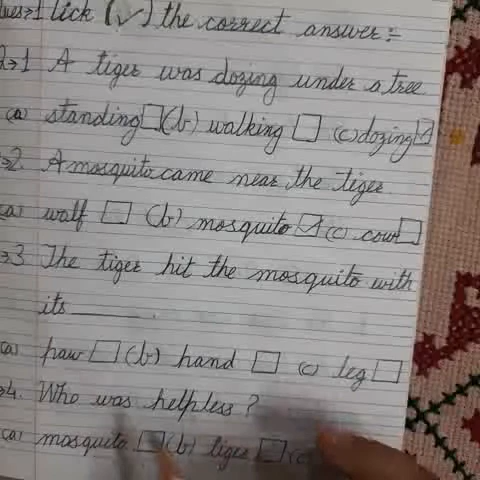 Ques→1 Tick (✓) the correct answer:-
Q→1 A tiger was dozing under a tree
(a) standing ☐ (b) walking ☐ (c) dozing ☑
→2 A mosquito came near the tiger
(a) walf ☐ (b) mosquito ☑ (c) cow ☐
→3 The tiger hit the mosquito with
its ______.
(a) paw ☐ (b) hand ☐ (c) leg ☐
→4. Who was helpless?
(a) mosquito ☐ (b) tiger ☐